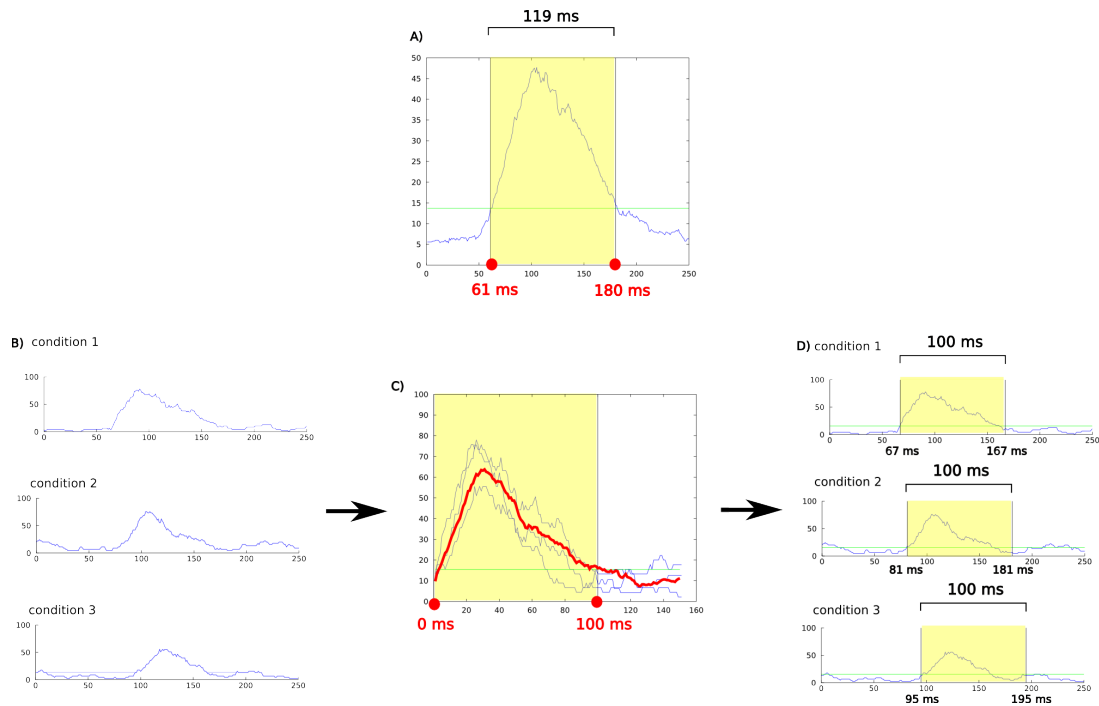 119 ms
A)
50
45
40
35
30
25
20
15
10
5
0
0 50 100 150 200 250
61 ms 180 ms
B) condition 1
100
50
0
0 50 100 150 200 250
condition 2
100
50
0
0 50 100 150 200 250
condition 3
100
50
0
0 50 100 150 200 250
C)
100
90
80
70
60
50
40
30
20
10
0
0 20 40 60 80 100 120 140 160
0 ms 100 ms
D) condition 1
100 ms
100
50
0
0 50 100 150 200 250
67 ms 167 ms
condition 2
100 ms
100
50
0
0 50 100 150 200 250
81 ms 181 ms
condition 3
100 ms
100
50
0
0 50 100 150 200 250
95 ms 195 ms